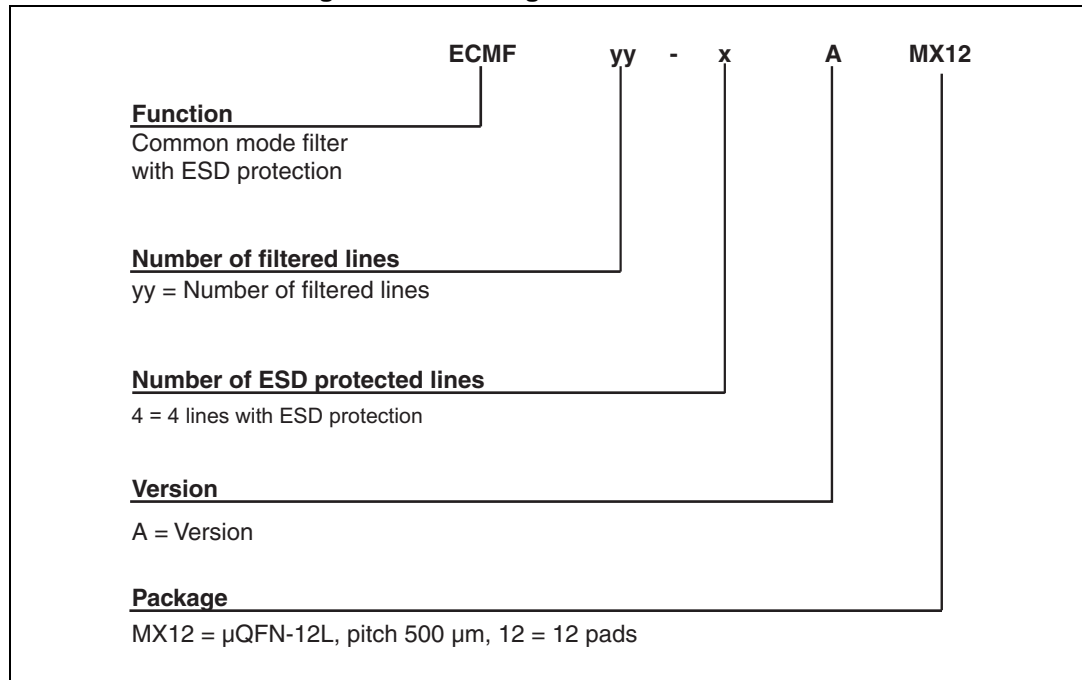 ECMF yy - x A MX12
Function
Common mode filter
with ESD protection
Number of filtered lines
yy = Number of filtered lines
Number of ESD protected lines
4 = 4 lines with ESD protection
Version
A = Version
Package
MX12 = µQFN-12L, pitch 500 µm, 12 = 12 pads